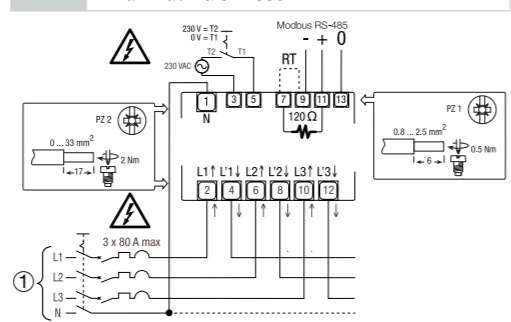 Modbus RS-485
230 V = T2
0 V = T1
- + 0
T2 T1
RT
230 VAC
1 3 5 7 9 11 13
N
120 Ω
PZ 2
0 ... 33 mm²
2 Nm
17
PZ 1
0.8 ... 2.5 mm²
0.5 Nm
6
L1↑ L'1↓ L2↑ L'2↓ L3↑ L'3↓
2 4 6 8 10 12
3 x 80 A max
1
L1
L2
L3
N